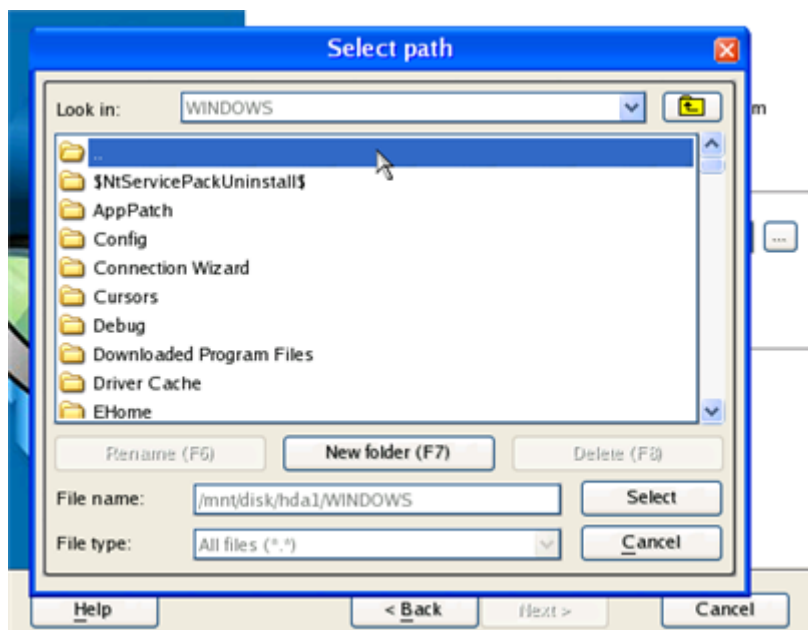 Select path
m
Look in: WINDOWS
..
$NtServicePackUninstall$
AppPatch
Config
...
Connection Wizard
Cursors
Debug
Downloaded Program Files
Driver Cache
EHome
Rename (F6) New folder (F7) Delete (F8)
File name: /mnt/disk/hda1/WINDOWS Select
File type: All files (*.*) Cancel
Help < Back Next > Cancel